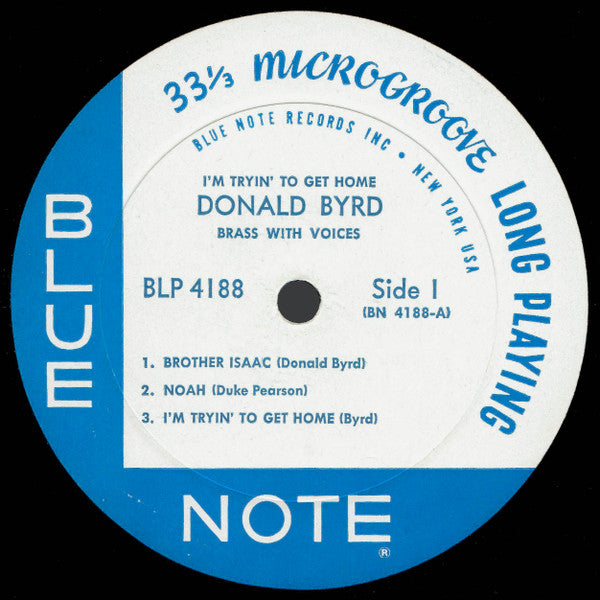 33⅓ MICROGROOVE LONG PLAYING
BLUE NOTE RECORDS INC • NEW YORK USA
I'M TRYIN' TO GET HOME
DONALD BYRD
BRASS WITH VOICES
BLP 4188
Side 1
(BN 4188-A)
1. BROTHER ISAAC (Donald Byrd)
2. NOAH (Duke Pearson)
3. I'M TRYIN' TO GET HOME (Byrd)
BLUE
NOTE
®